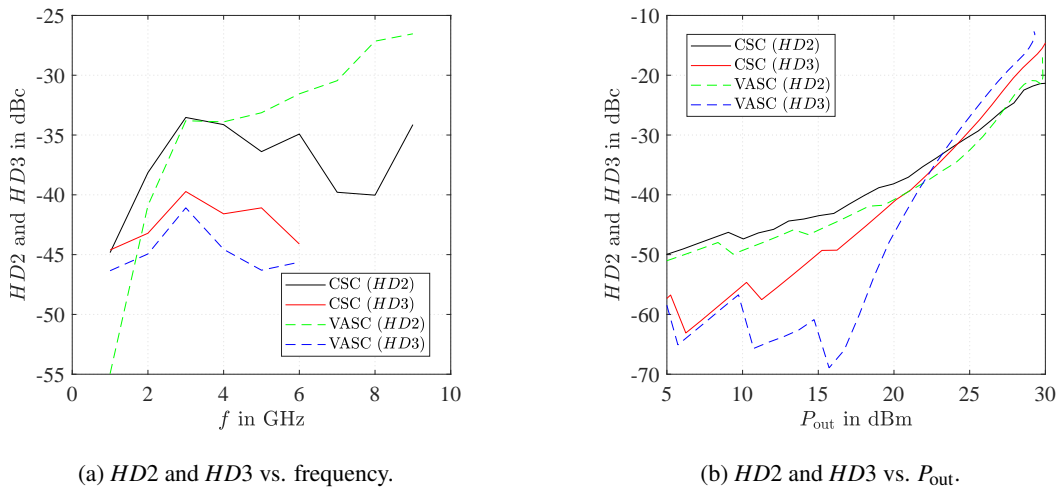 -25
-30
-35
-40
-45
-50
-55
HD2 and HD3 in dBc
0 2 4 6 8 10
f in GHz
CSC (HD2)
CSC (HD3)
VASC (HD2)
VASC (HD3)
(a) HD2 and HD3 vs. frequency.
-10
-20
-30
-40
-50
-60
-70
HD2 and HD3 in dBc
5 10 15 20 25 30
Pout in dBm
CSC (HD2)
CSC (HD3)
VASC (HD2)
VASC (HD3)
(b) HD2 and HD3 vs. Pout.